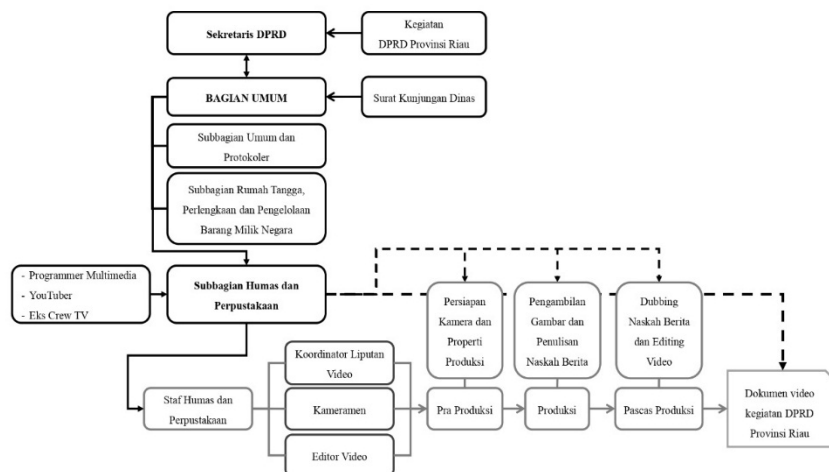 Sekretaris DPRD
Kegiatan
DPRD Provinsi Riau
BAGIAN UMUM
Surat Kunjungan Dinas
Subbagian Umum dan
Protokoler
Subbagian Rumah Tangga,
Perlengkaan dan Pengelolaan
Barang Milik Negara
- Programmer Multimedia
- YouTuber
- Eks Crew TV
Subbagian Humas dan
Perpustakaan
Persiapan
Kamera dan
Properti
Produksi
Pengambilan
Gambar dan
Penulisan
Naskah Berita
Dubbing
Naskah Berita
dan Editing
Video
Staf Humas dan
Perpustakaan
Koordinator Liputan
Video
Kameramen
Editor Video
Pra Produksi
Produksi
Pascas Produksi
Dokumen video
kegiatan DPRD
Provinsi Riau